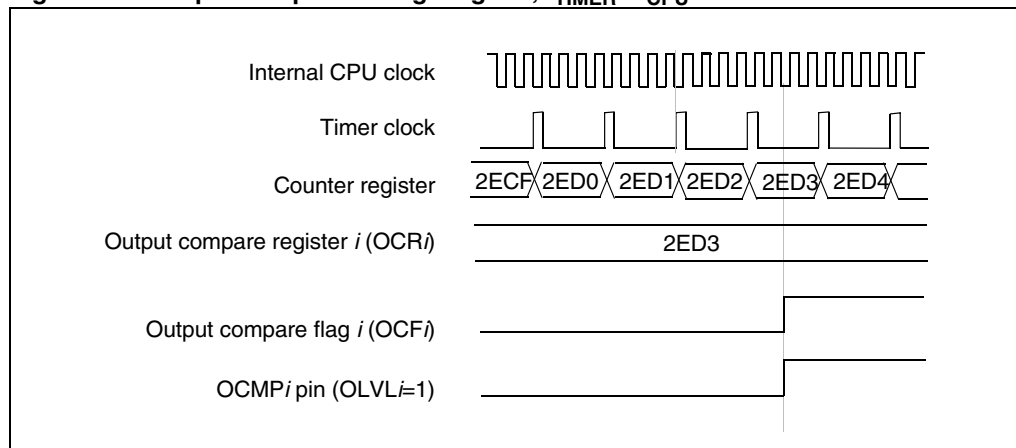 Internal CPU clock
Timer clock
Counter register
2ECF 2ED0 2ED1 2ED2 2ED3 2ED4
Output compare register i (OCRi)
2ED3
Output compare flag i (OCFi)
OCMPi pin (OLVLi=1)